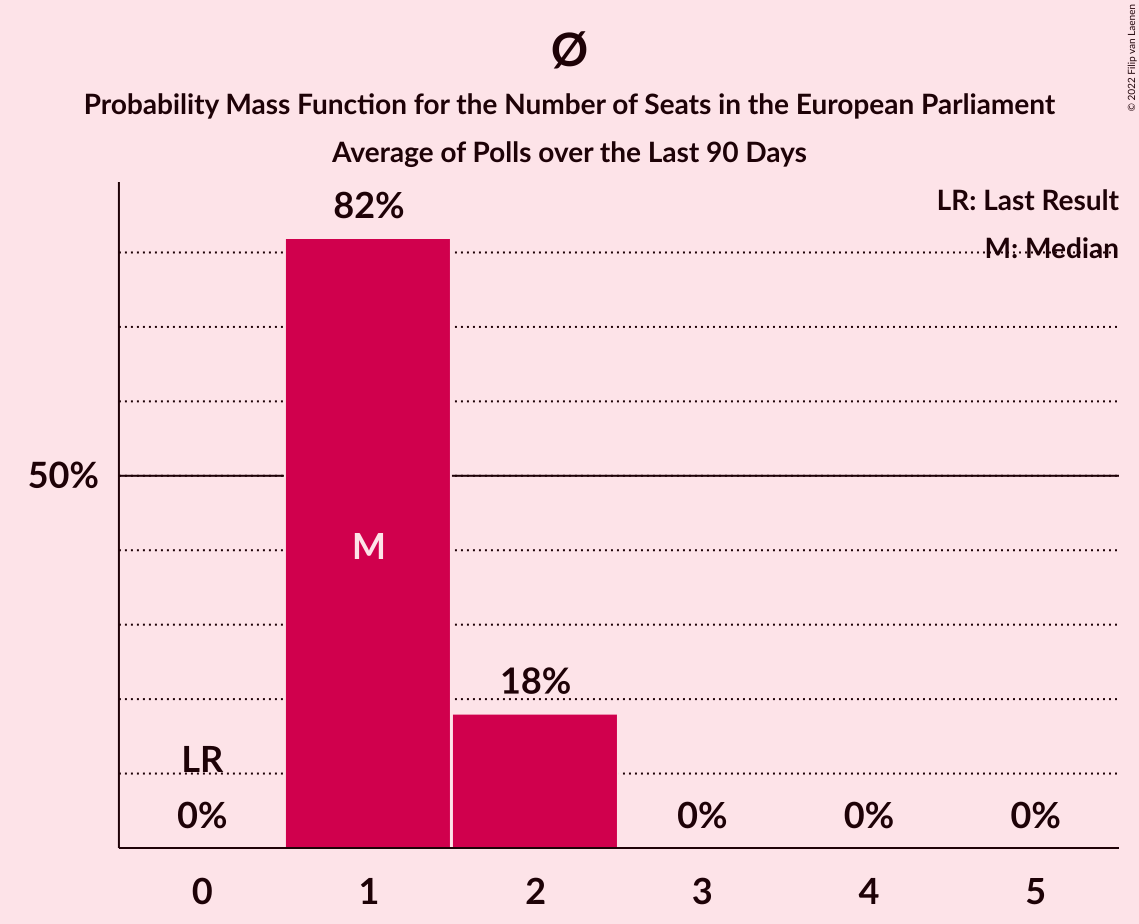 Ø
Probability Mass Function for the Number of Seats in the European Parliament
Average of Polls over the Last 90 Days
© 2022 Filip van Laenen
LR: Last Result
M: Median
82%
50%
M
18%
LR
0%
0%
0%
0%
0
1
2
3
4
5